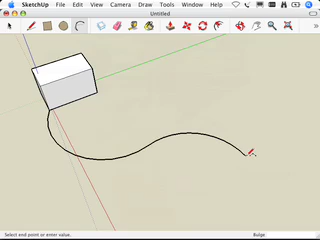 SketchUp File Edit View Camera Draw Tools Window Help
Untitled
Select end point or enter value. Bulge